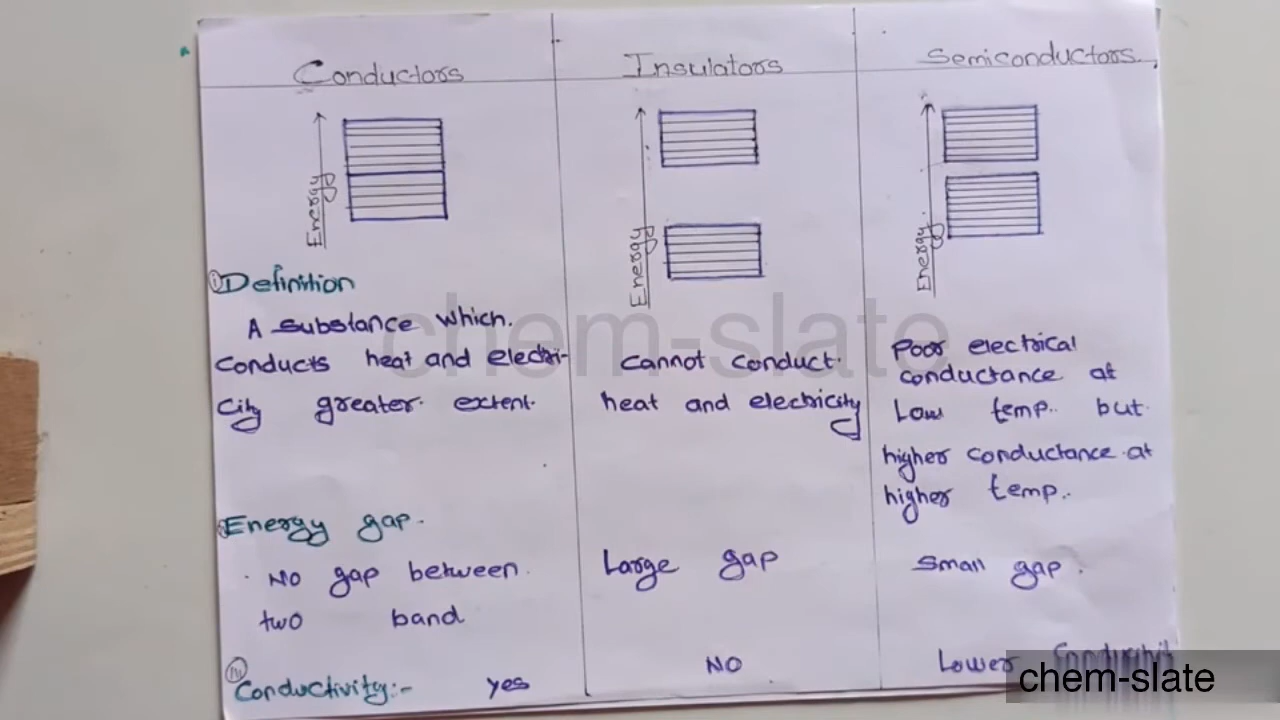 Conductors
Insulators
Semiconductors.
Energy
Energy
Energy
(i) Definition
A substance which.
conducts heat and electri-
city greater extent.
cannot conduct.
heat and electricity
Poor electrical
conductance at
Low temp. but
higher conductance at
higher temp.
Energy gap.
No gap between
two band
Large gap
Small gap.
Conductivity:- yes
NO
Lower
chem-slate
chem-slate